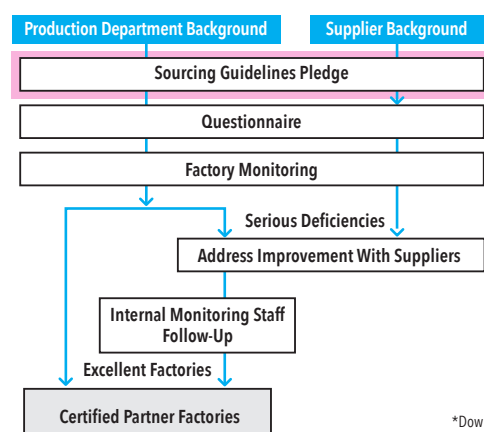 Production Department Background
Supplier Background
Sourcing Guidelines Pledge
Questionnaire
Factory Monitoring
Serious Deficiencies
Address Improvement With Suppliers
Internal Monitoring Staff
Follow-Up
Excellent Factories
Certified Partner Factories